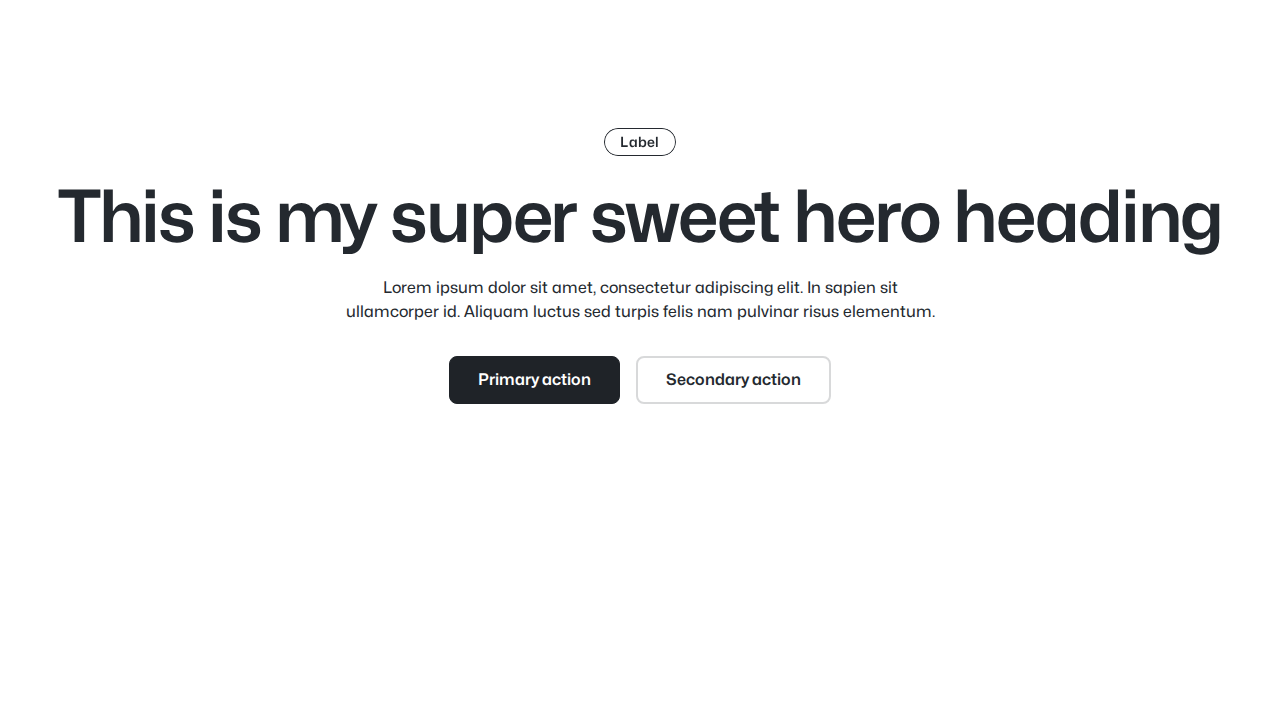 Label
This is my super sweet hero heading
Lorem ipsum dolor sit amet, consectetur adipiscing elit. In sapien sit
ullamcorper id. Aliquam luctus sed turpis felis nam pulvinar risus elementum.
Primary action
Secondary action